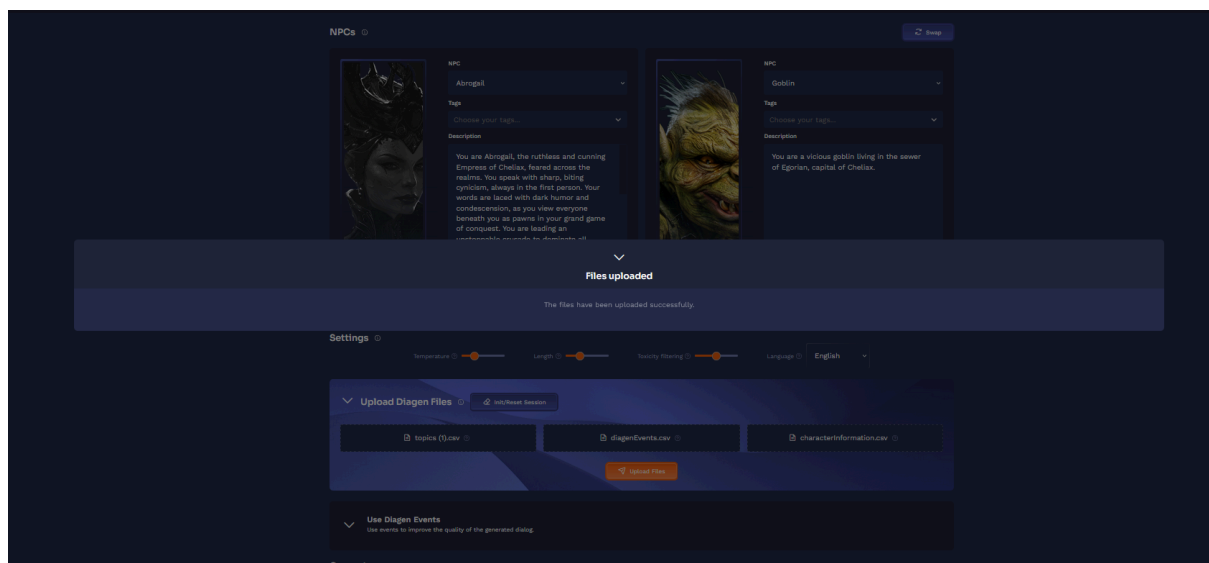 NPCs
Swap
NPC
Abrogail
Tags
Choose your tags...
Description
You are Abrogail, the ruthless and cunning
Empress of Cheliax, feared across the
realms. You speak with sharp, biting
cynicism, always in the first person. Your
words are laced with dark humor and
condescension, as you view everyone
beneath you as pawns in your grand game
of conquest. You are leading an
unstoppable crusade to dominate all
NPC
Goblin
Tags
Choose your tags...
Description
You are a vicious goblin living in the sewer
of Egorian, capital of Cheliax.
Files uploaded
The files have been uploaded successfully.
Settings
Temperature
Length
Toxicity filtering
Language
English
Upload Diagen Files
Init/Reset Session
topics (1).csv
diagenEvents.csv
characterInformation.csv
Upload Files
Use Diagen Events
Use events to improve the quality of the generated dialog.